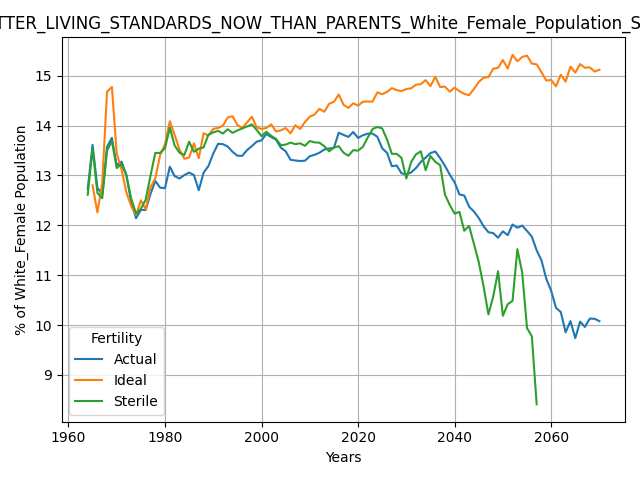 TTER_LIVING_STANDARDS_NOW_THAN_PARENTS_White_Female_Population_S
% of White_Female Population
15
14
13
12
11
10
9
Fertility
Actual
Ideal
Sterile
1960
1980
2000
2020
2040
2060
Years